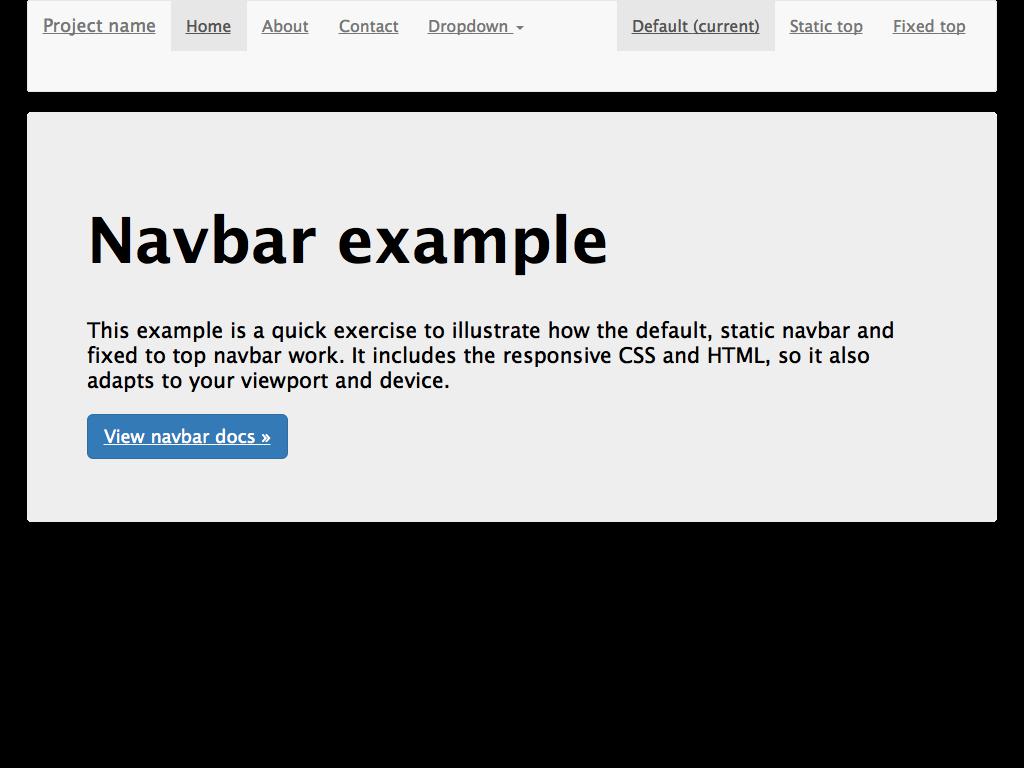 Project name Home About Contact Dropdown Default (current) Static top Fixed top
Navbar example
This example is a quick exercise to illustrate how the default, static navbar and
fixed to top navbar work. It includes the responsive CSS and HTML, so it also
adapts to your viewport and device.
View navbar docs »